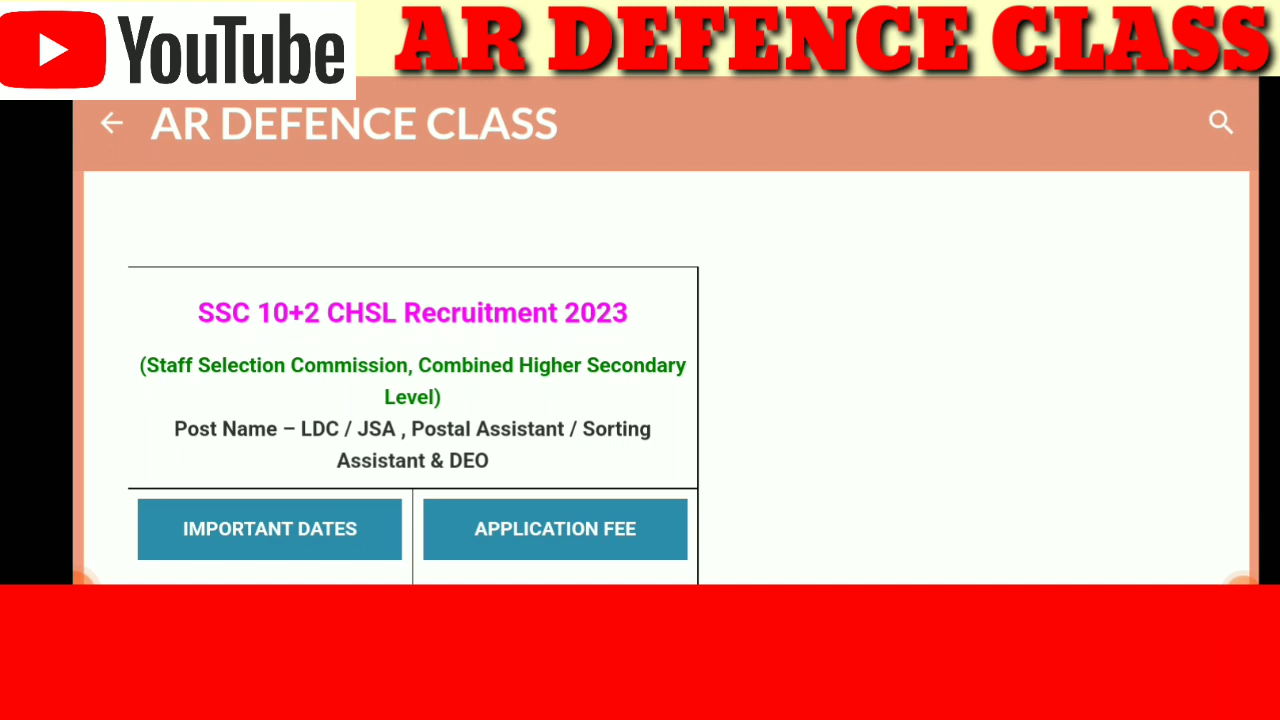 YouTube
AR DEFENCE CLASS
AR DEFENCE CLASS
SSC 10+2 CHSL Recruitment 2023
(Staff Selection Commission, Combined Higher Secondary
Level)
Post Name – LDC / JSA , Postal Assistant / Sorting
Assistant & DEO
IMPORTANT DATES
APPLICATION FEE